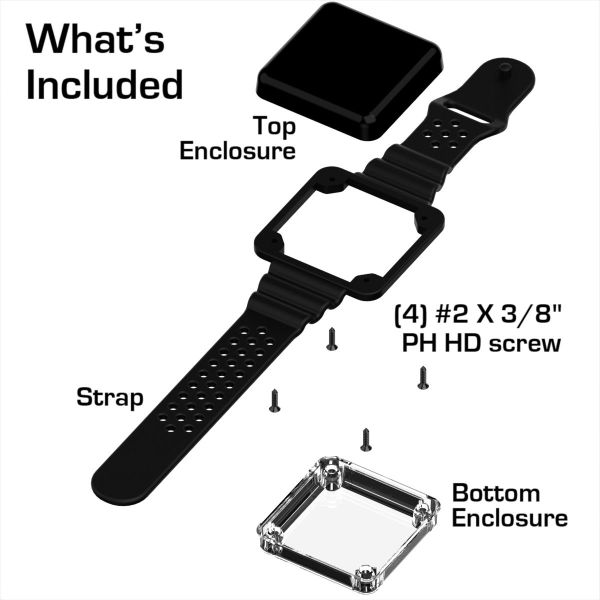 What's
Included
Top
Enclosure
(4) #2 X 3/8"
PH HD screw
Strap
Bottom
Enclosure